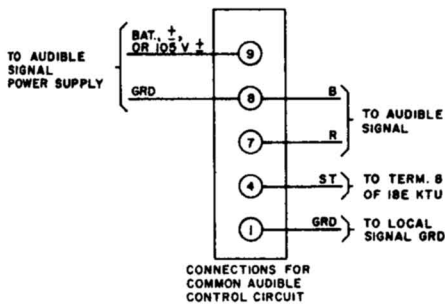 TO AUDIBLE
SIGNAL
POWER SUPPLY
BAT., ±,
OR 105 V ±
GRD
9
8
7
4
1
B
R
ST
GRD
TO AUDIBLE
SIGNAL
TO TERM. 8
OF 18E KTU
TO LOCAL
SIGNAL GRD
CONNECTIONS FOR
COMMON AUDIBLE
CONTROL CIRCUIT